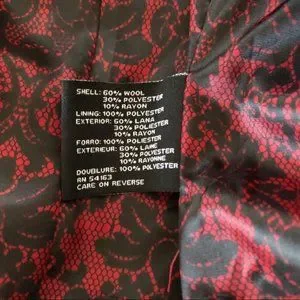 SHELL: 60% WOOL
30% POLYESTER
10% RAYON
LINING: 100% POLYESTER
EXTERIOR: 60% LANA
30% POLIESTER
10% RAYON
FORRO: 100% POLIESTER
EXTERIEUR: 60% LAINE
30% POLYESTER
10% RAYONNE
DOUBLURE: 100% POLYESTER
RN 54163
CARE ON REVERSE